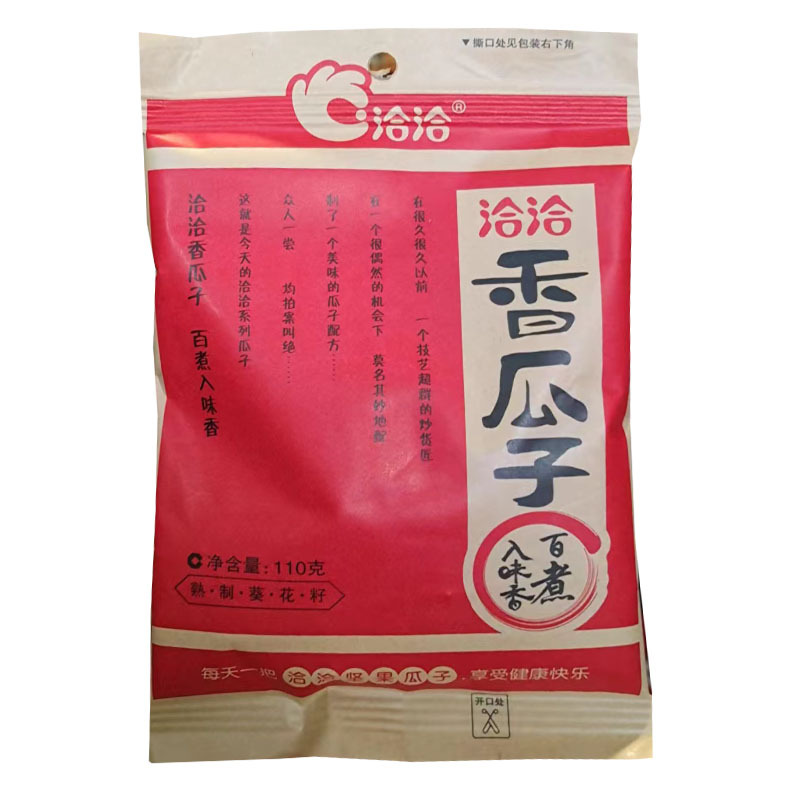 ▼撕口处见包装右下角
洽洽®
洽洽
香瓜子
百煮
入味香
在很久很久以前 一个技艺超群的炒货匠
在一个很偶然的机会下 莫名其妙地配
制了一个美味的瓜子配方……
众人一尝 均拍案叫绝……
这就是今天的洽洽系列瓜子
洽洽香瓜子 百煮入味香
净含量:110克
熟·制·葵·花·籽
每天一把 洽洽坚果瓜子,享受健康快乐
开口处